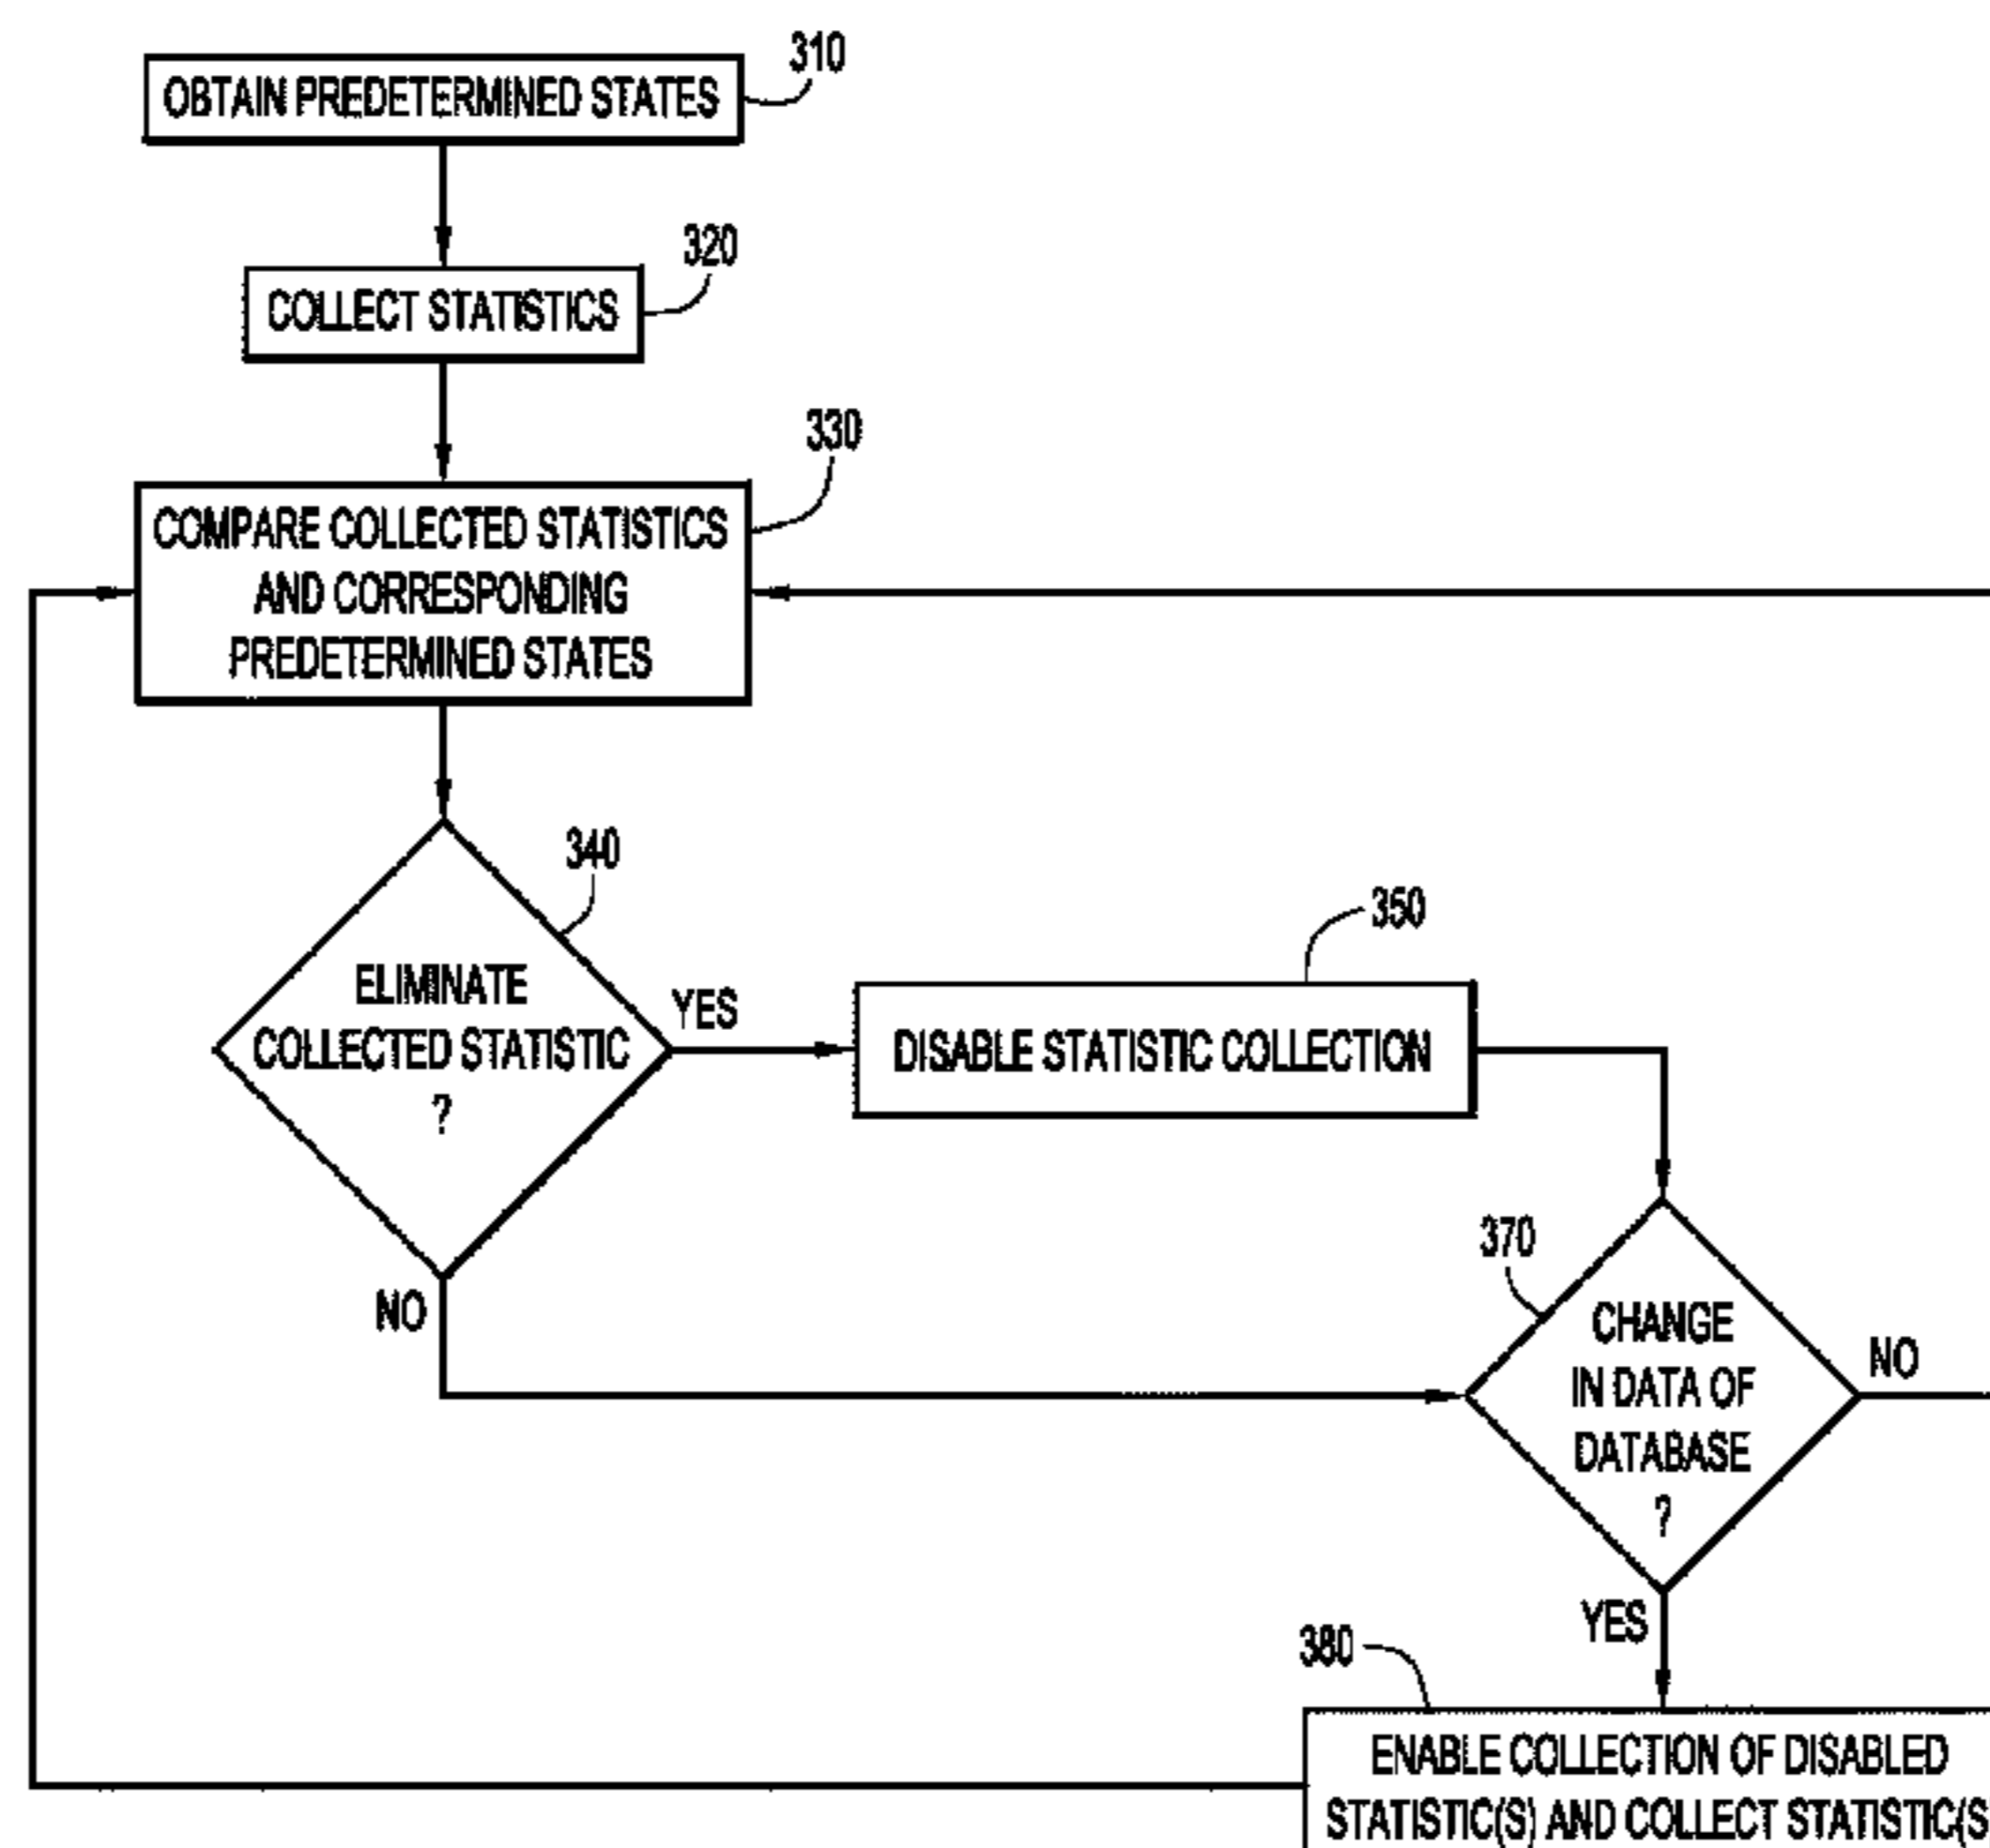 310
OBTAIN PREDETERMINED STATES
320
COLLECT STATISTICS
330
COMPARE COLLECTED STATISTICS
AND CORRESPONDING
PREDETERMINED STATES
340
ELIMINATE
COLLECTED STATISTIC
?
YES
NO
350
DISABLE STATISTIC COLLECTION
370
CHANGE
IN DATA OF
DATABASE
?
NO
YES
380
ENABLE COLLECTION OF DISABLED
STATISTIC(S) AND COLLECT STATISTIC(S